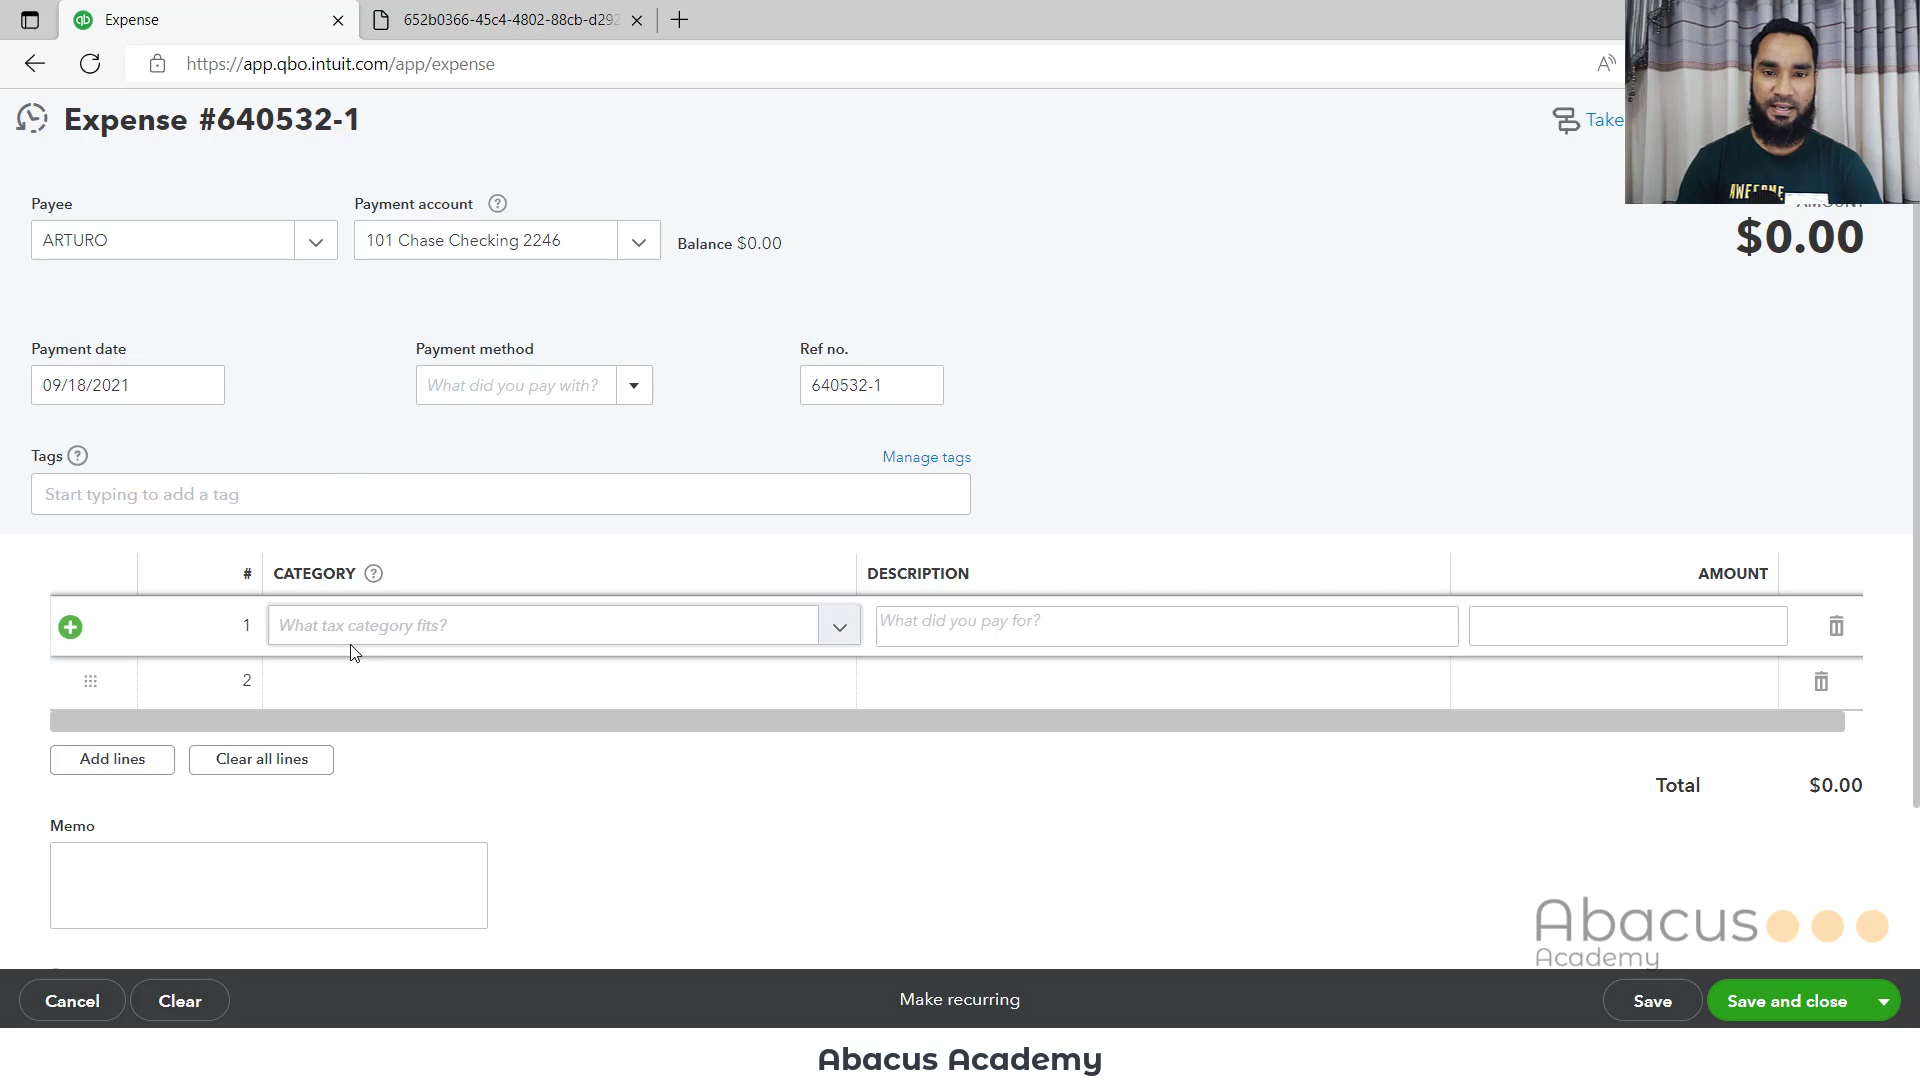 Expense
652b0366-45c4-4802-88cb-d292
https://app.qbo.intuit.com/app/expense
Expense #640532-1
Take
Payee
Payment account
ARTURO
101 Chase Checking 2246
Balance $0.00
AMOUNT
$0.00
Payment date
Payment method
Ref no.
09/18/2021
What did you pay with?
640532-1
Tags
Manage tags
Start typing to add a tag
# CATEGORY DESCRIPTION AMOUNT
1 What tax category fits? What did you pay for?
2
Add lines
Clear all lines
Total $0.00
Memo
Abacus
Academy
Cancel
Clear
Make recurring
Save
Save and close
Abacus Academy